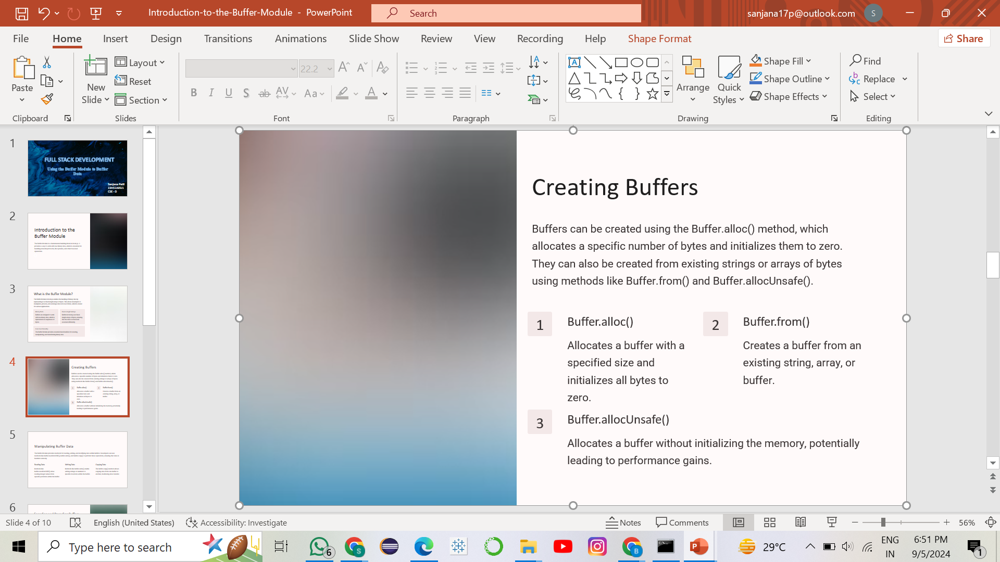 Introduction-to-the-Buffer-Module - PowerPoint
Search
sanjana17p@outlook.com
S
File
Home
Insert
Design
Transitions
Animations
Slide Show
Review
View
Recording
Help
Shape Format
Share
Paste
New
Slide
Layout
Reset
Section
22.2
Shape Fill
Shape Outline
Shape Effects
Arrange
Quick
Styles
Find
Replace
Select
Clipboard
Slides
Font
Paragraph
Drawing
Editing
1
FULL STACK DEVELOPMENT
Using the Buffer Module to Buffer
Data
Sanjana Patil
22H51A05J1
CSE - D
2
Introduction to the
Buffer Module
3
What is the Buffer Module?
4
Creating Buffers
5
Manipulating Buffer Data
Reading Data
Writing Data
Copying Data
6
Creating Buffers
Buffers can be created using the Buffer.alloc() method, which
allocates a specific number of bytes and initializes them to zero.
They can also be created from existing strings or arrays of bytes
using methods like Buffer.from() and Buffer.allocUnsafe().
1
Buffer.alloc()
Allocates a buffer with a
specified size and
initializes all bytes to
zero.
2
Buffer.from()
Creates a buffer from an
existing string, array, or
buffer.
3
Buffer.allocUnsafe()
Allocates a buffer without initializing the memory, potentially
leading to performance gains.
Slide 4 of 10
English (United States)
Accessibility: Investigate
Notes
Comments
56%
Type here to search
6
S
B
29°C
ENG
IN
6:51 PM
9/5/2024
1